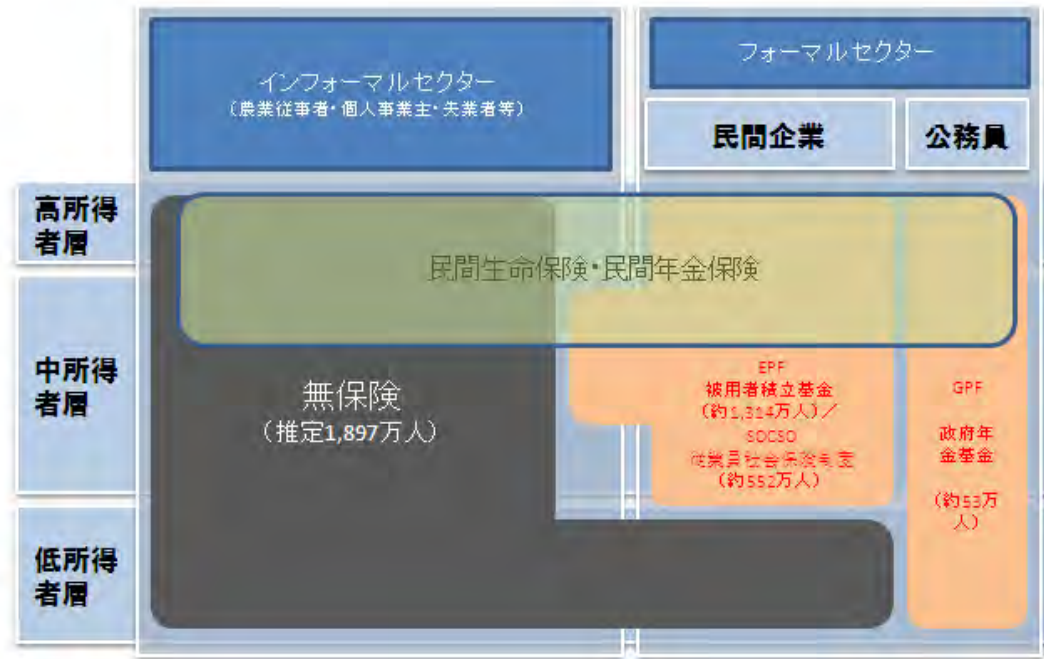 インフォーマルセクター
（農業従事者・個人事業主・失業者等）
フォーマルセクター
民間企業
公務員
高所得
者層
民間生命保険・民間年金保険
中所得
者層
無保険
（推定1,897万人）
EPF
被用者積立基金
（約1,314万人）／
SOCSO
従業員社会保険制度
（約552万人）
GPF
政府年
金基金
（約53万
人）
低所得
者層